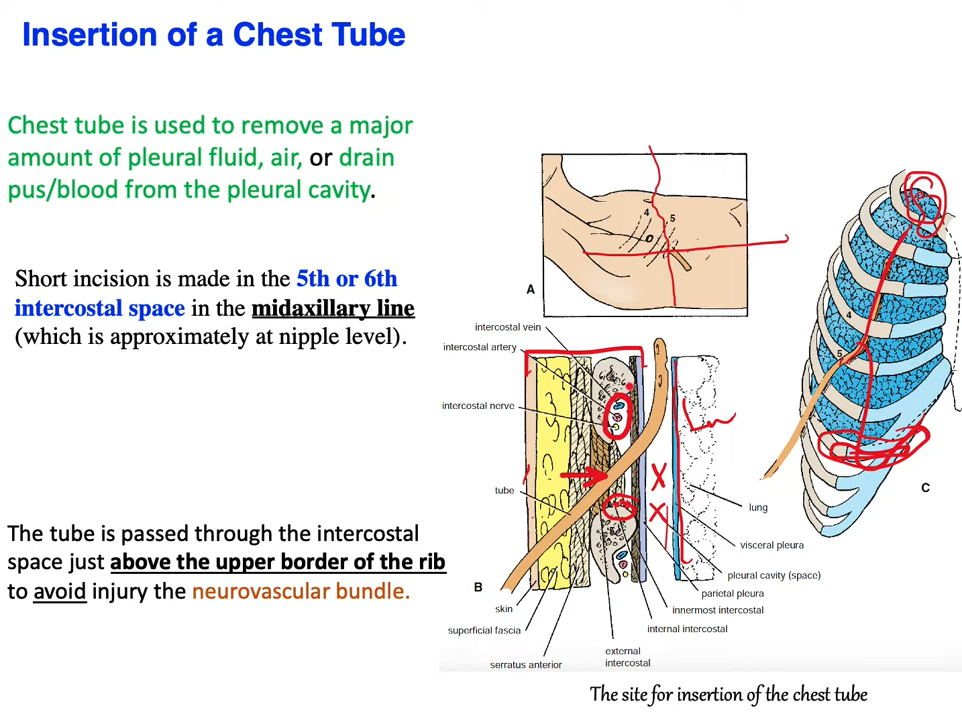 Insertion of a Chest Tube
Chest tube is used to remove a major
amount of pleural fluid, air, or drain
pus/blood from the pleural cavity.
Short incision is made in the 5th or 6th
intercostal space in the midaxillary line
(which is approximately at nipple level).
The tube is passed through the intercostal
space just above the upper border of the rib
to avoid injury the neurovascular bundle.
4
5
A
intercostal vein
intercostal artery
intercostal nerve
tube
B
skin
superficial fascia
serratus anterior
external
intercostal
internal intercostal
innermost intercostal
parietal pleura
pleural cavity (space)
visceral pleura
lung
4
5
C
The site for insertion of the chest tube